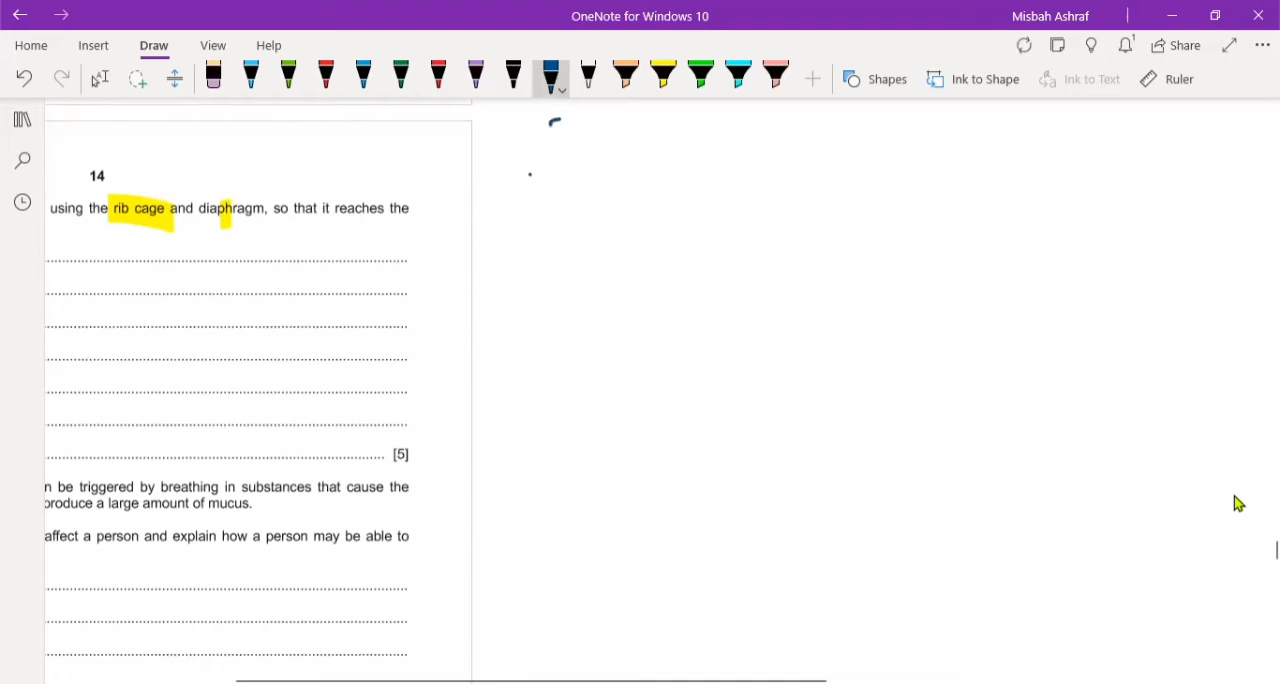 OneNote for Windows 10
Misbah Ashraf
Home Insert Draw View Help
Share
Shapes Ink to Shape Ink to Text Ruler
14
using the rib cage and diaphragm, so that it reaches the
[5]
n be triggered by breathing in substances that cause the
produce a large amount of mucus.
affect a person and explain how a person may be able to